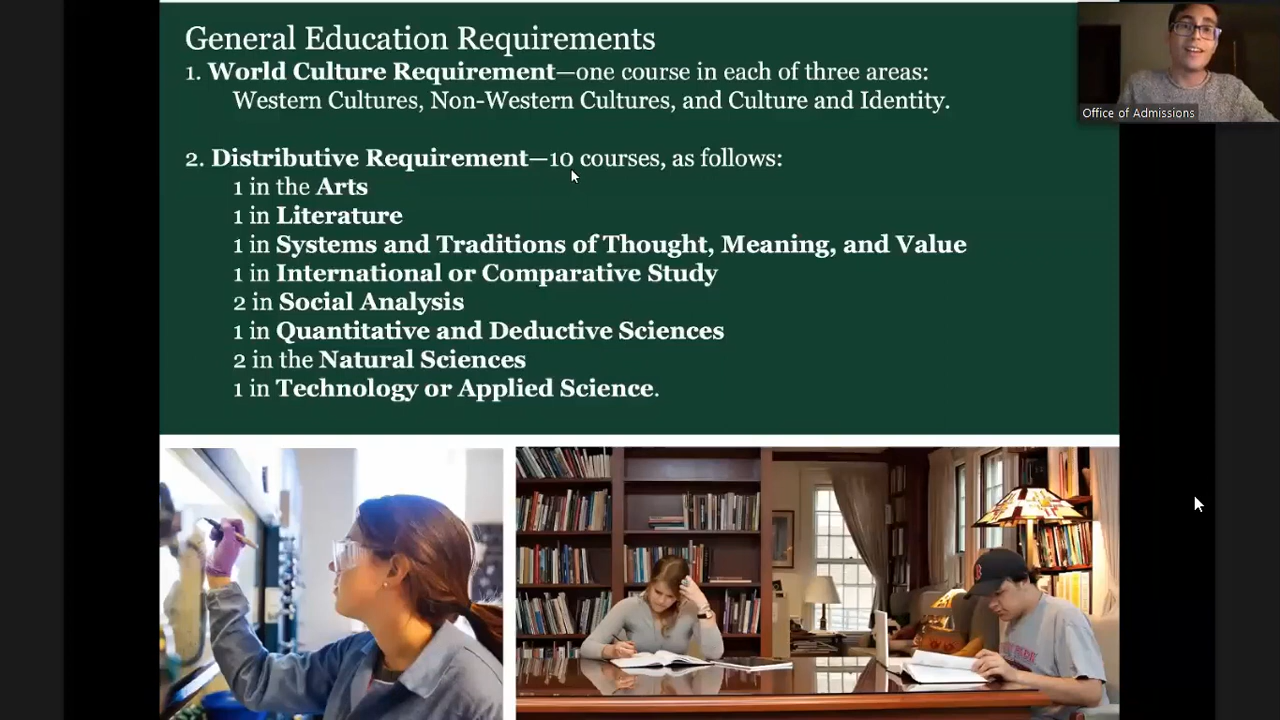 General Education Requirements
1. World Culture Requirement—one course in each of three areas:
Western Cultures, Non-Western Cultures, and Culture and Identity.
2. Distributive Requirement—10 courses, as follows:
1 in the Arts
1 in Literature
1 in Systems and Traditions of Thought, Meaning, and Value
1 in International or Comparative Study
2 in Social Analysis
1 in Quantitative and Deductive Sciences
2 in the Natural Sciences
1 in Technology or Applied Science.
Office of Admissions